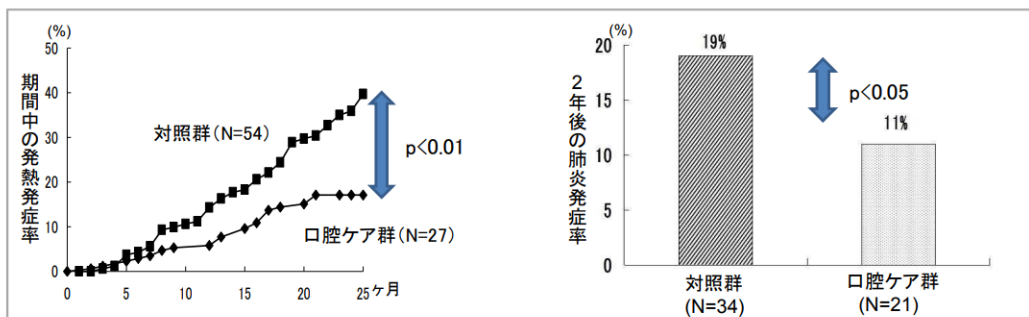 (%)
50
40
30
20
10
0
期間中の発熱発症率
対照群(N=54)
口腔ケア群(N=27)
p<0.01
0 5 10 15 20 25 ケ月
(%)
20
15
10
5
0
2年後の肺炎発症率
19%
11%
p<0.05
対照群 口腔ケア群
(N=34) (N=21)